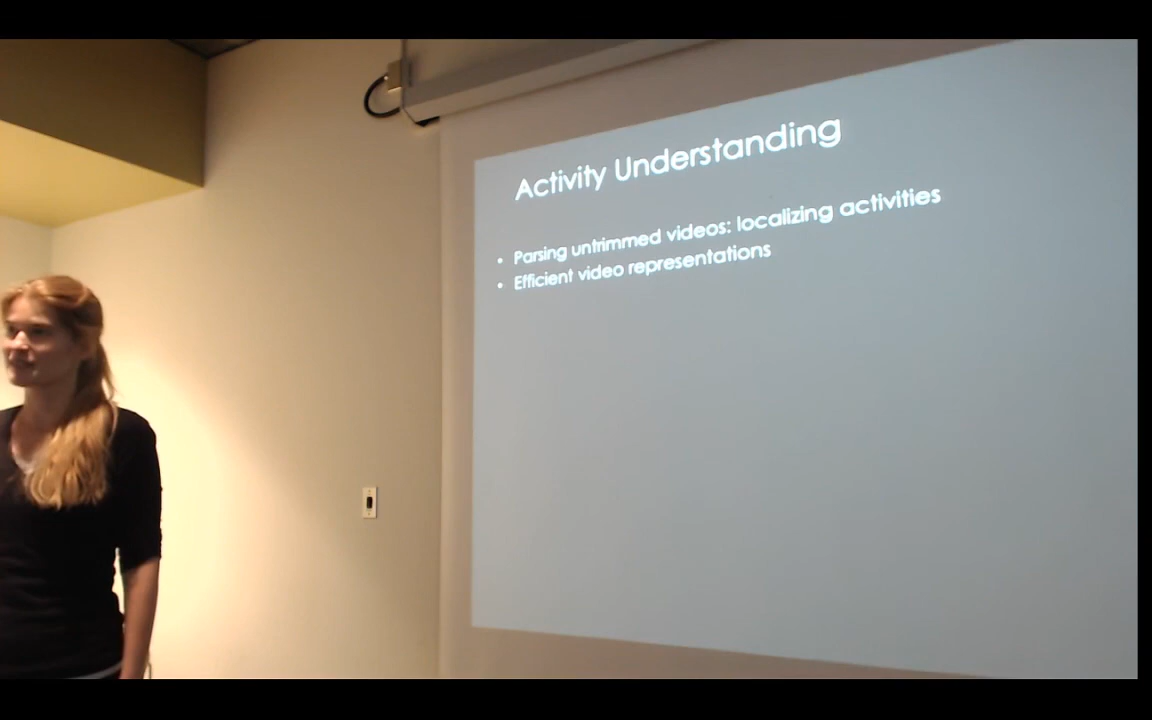 Activity Understanding
• Parsing untrimmed videos: localizing activities
• Efficient video representations